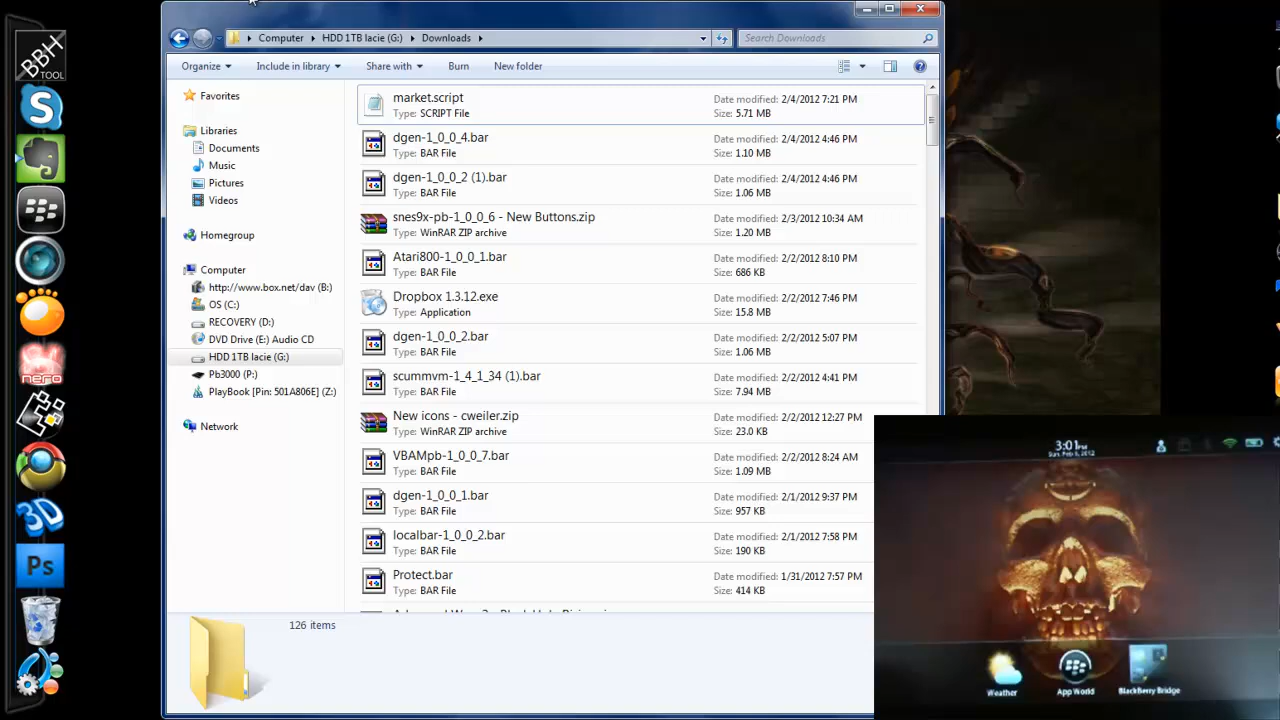 Computer HDD 1TB lacie (G:) Downloads Search Downloads
Organize Include in library Share with Burn New folder
BBH
TOOL
Favorites
Libraries
Documents
Music
Pictures
Videos
Homegroup
Computer
http://www.box.net/dav (B:)
OS (C:)
RECOVERY (D:)
DVD Drive (E:) Audio CD
HDD 1TB lacie (G:)
Pb3000 (P:)
PlayBook [Pin: 501A806E] (Z:)
Network
nero
3D
Ps
market.script Date modified: 2/4/2012 7:21 PM
Type: SCRIPT File Size: 5.71 MB
dgen-1_0_0_4.bar Date modified: 2/4/2012 4:46 PM
Type: BAR File Size: 1.10 MB
dgen-1_0_0_2 (1).bar Date modified: 2/4/2012 4:46 PM
Type: BAR File Size: 1.06 MB
snes9x-pb-1_0_0_6 - New Buttons.zip Date modified: 2/3/2012 10:34 AM
Type: WinRAR ZIP archive Size: 1.20 MB
Atari800-1_0_0_1.bar Date modified: 2/2/2012 8:10 PM
Type: BAR File Size: 686 KB
Dropbox 1.3.12.exe Date modified: 2/2/2012 7:46 PM
Type: Application Size: 15.8 MB
dgen-1_0_0_2.bar Date modified: 2/2/2012 5:07 PM
Type: BAR File Size: 1.06 MB
scummvm-1_4_1_34 (1).bar Date modified: 2/2/2012 4:41 PM
Type: BAR File Size: 7.94 MB
New icons - cweiler.zip Date modified: 2/2/2012 12:27 PM
Type: WinRAR ZIP archive Size: 23.0 KB
VBAMpb-1_0_0_7.bar Date modified: 2/2/2012 8:24 AM
Type: BAR File Size: 1.09 MB
dgen-1_0_0_1.bar Date modified: 2/1/2012 9:37 PM
Type: BAR File Size: 957 KB
localbar-1_0_0_2.bar Date modified: 2/1/2012 7:58 PM
Type: BAR File Size: 190 KB
Protect.bar Date modified: 1/31/2012 7:57 PM
Type: BAR File Size: 414 KB
126 items
3:01PM
Sun, Feb 5, 2012
Weather App World BlackBerry Bridge